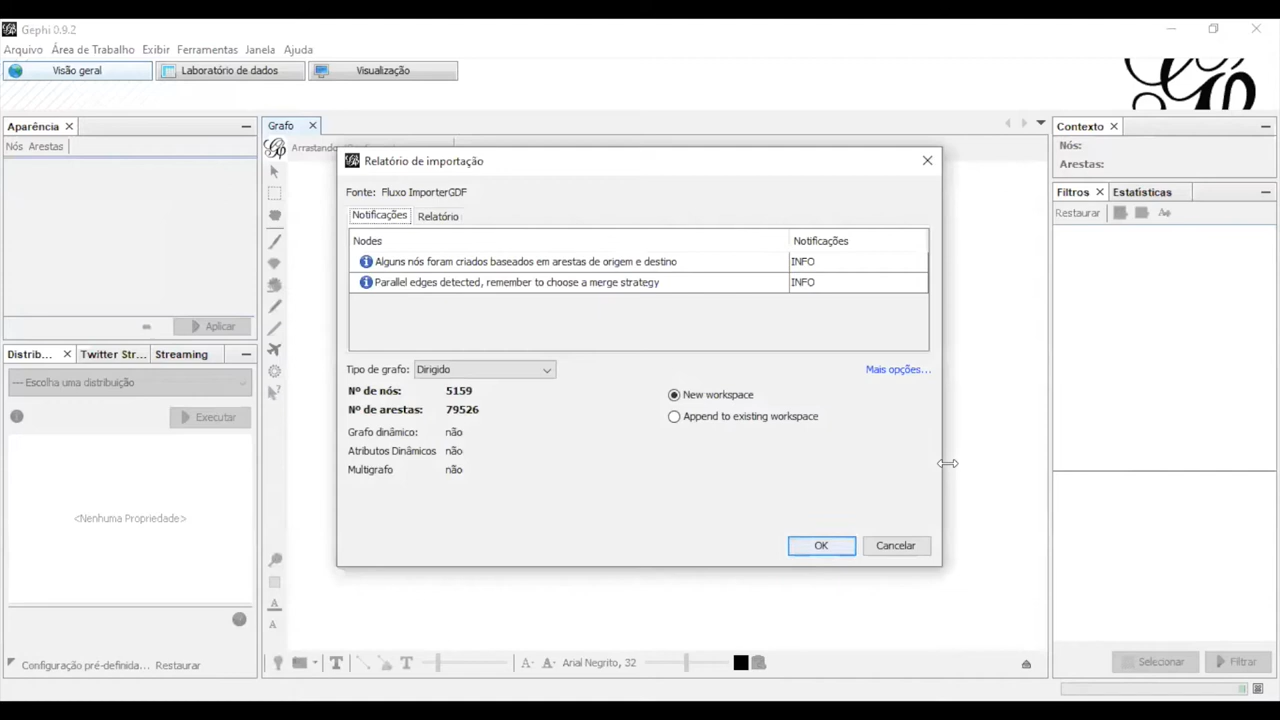 Gephi 0.9.2
Arquivo Área de Trabalho Exibir Ferramentas Janela Ajuda
Visão geral Laboratório de dados Visualização
Aparência Grafo Contexto
Nós Arestas
Arrastando
Nós:
Arestas:
Relatório de importação
Fonte: Fluxo ImporterGDF
Notificações Relatório
Nodes Notificações
Alguns nós foram criados baseados em arestas de origem e destino INFO
Parallel edges detected, remember to choose a merge strategy INFO
Tipo de grafo: Dirigido Mais opções...
Nº de nós: 5159
Nº de arestas: 79526
Grafo dinâmico: não
Atributos Dinâmicos não
Multigrafo não
New workspace
Append to existing workspace
OK Cancelar
Filtros Estatísticas
Restaurar
Aplicar
Distrib... Twitter Str... Streaming
--- Escolha uma distribuição
Executar
<Nenhuma Propriedade>
Configuração pré-definida... Restaurar
Arial Negrito, 32
Selecionar Filtrar